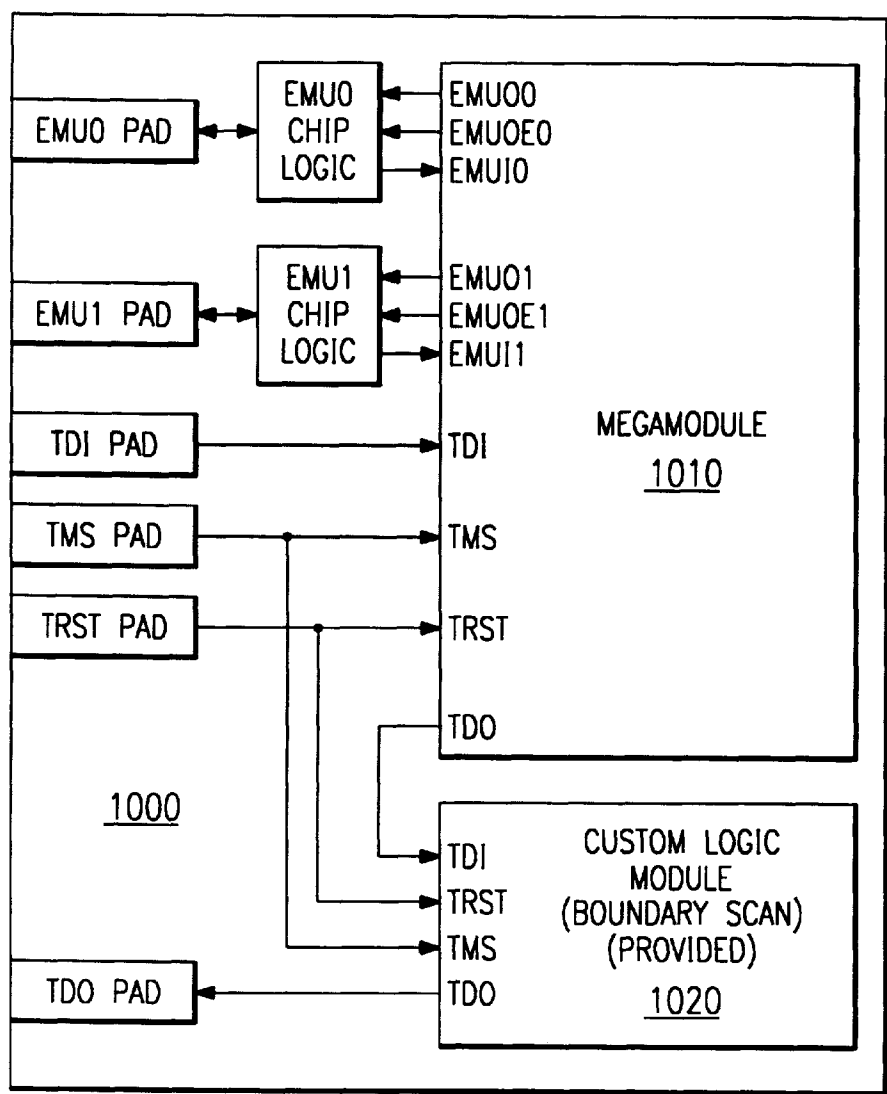 EMU0 PAD
EMU0
CHIP
LOGIC
EMUO0
EMUOE0
EMUI0
EMU1 PAD
EMU1
CHIP
LOGIC
EMUO1
EMUOE1
EMUI1
TDI PAD
TDI
TMS PAD
TMS
TRST PAD
TRST
TDO
MEGAMODULE
1010
1000
TDI
TRST
TMS
TDO
CUSTOM LOGIC
MODULE
(BOUNDARY SCAN)
(PROVIDED)
1020
TDO PAD